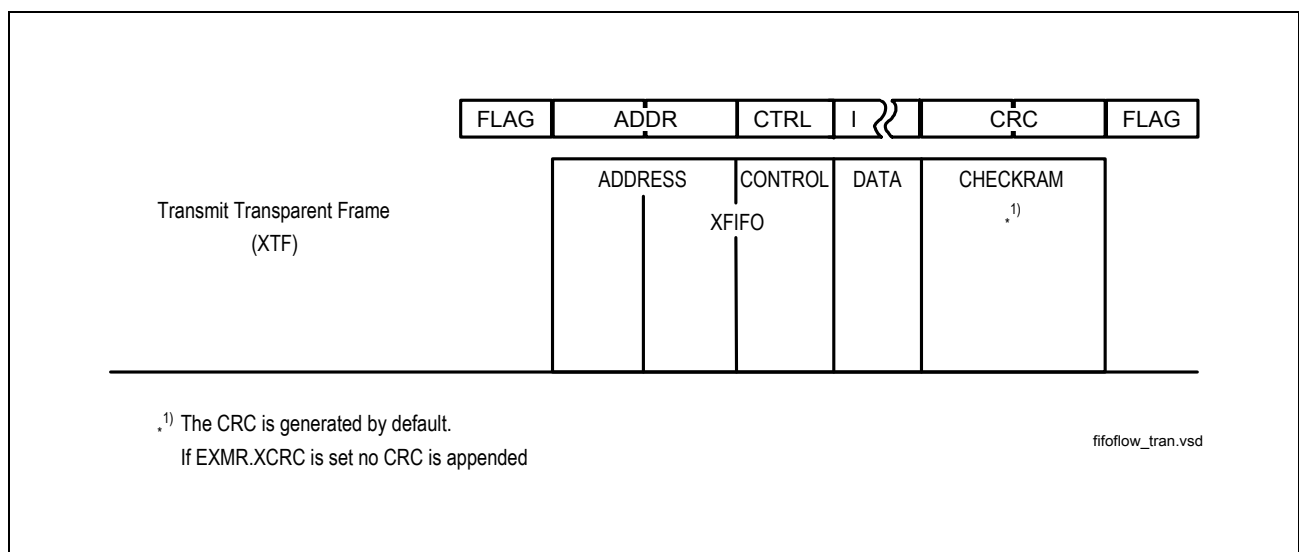 FLAG ADDR CTRL I CRC FLAG
ADDRESS CONTROL DATA CHECKRAM
Transmit Transparent Frame XFIFO *1)
(XTF)
*1) The CRC is generated by default.
If EXMR.XCRC is set no CRC is appended
fifoflow_tran.vsd